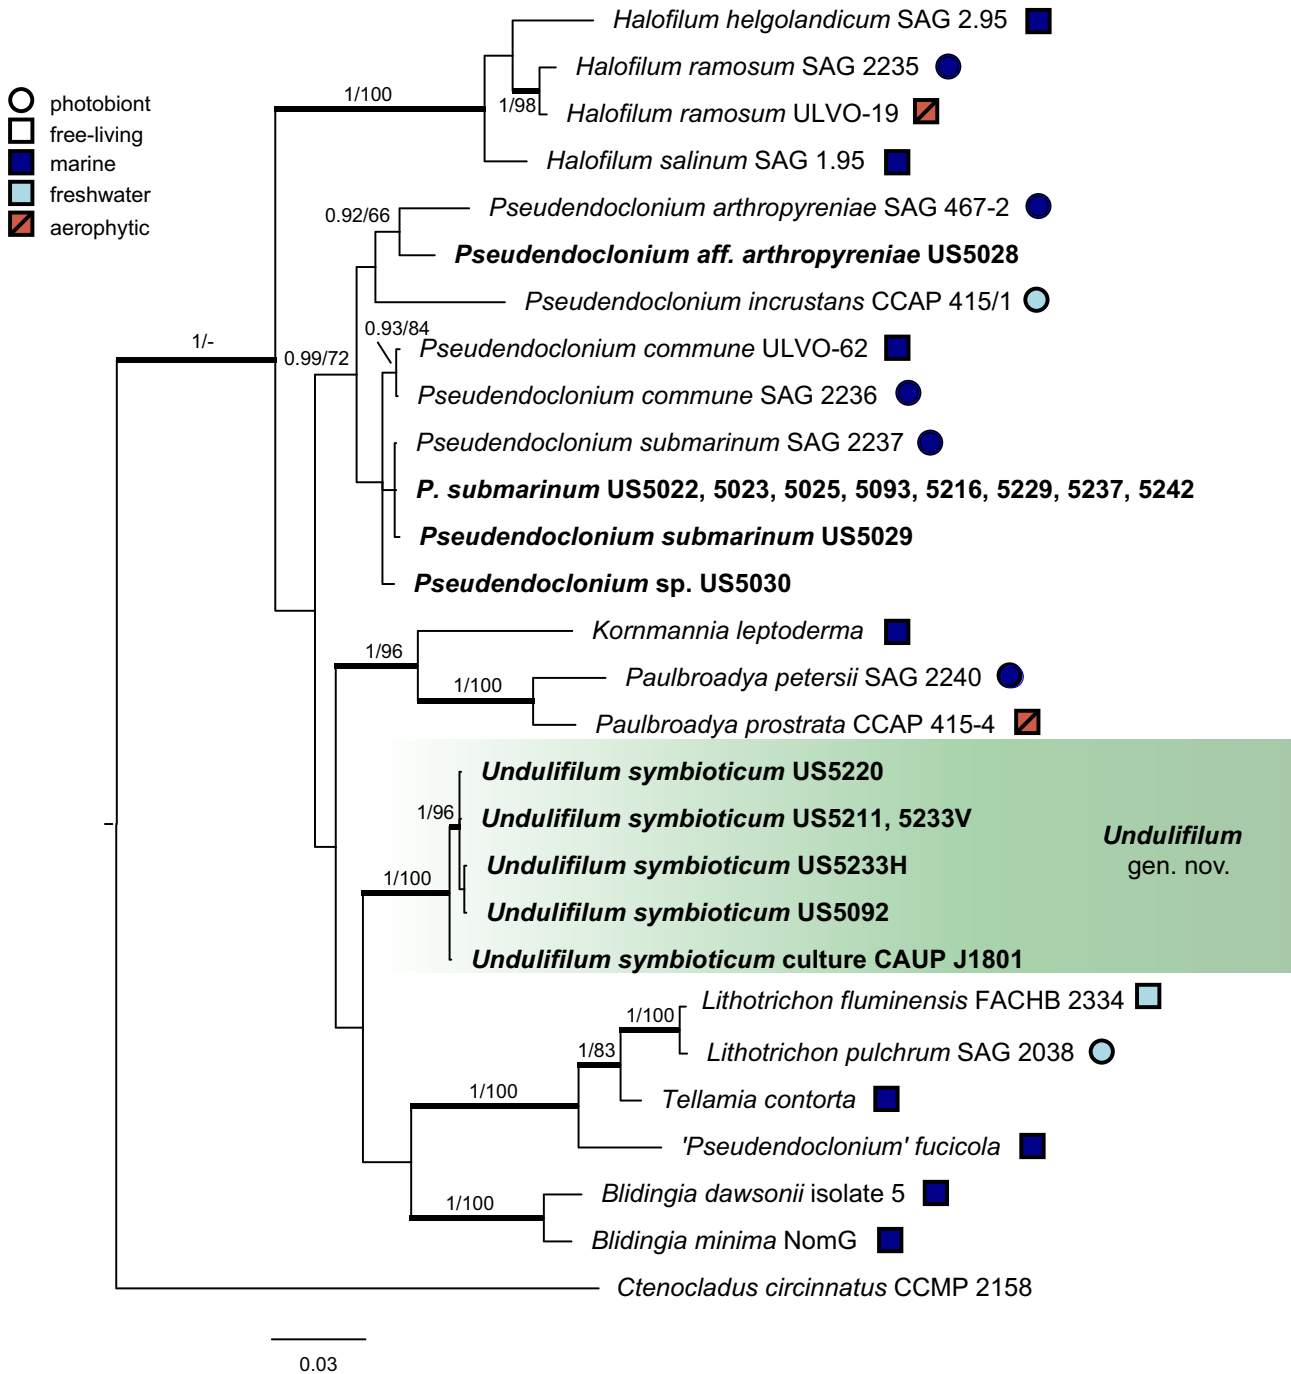 Halofilum helgolandicum SAG 2.95
Halofilum ramosum SAG 2235
photobiont
1/100
1/98
Halofilum ramosum ULVO-19
free-living
marine
Halofilum salinum SAG 1.95
freshwater
aerophytic
0.92/66
Pseudendoclonium arthropyreniae SAG 467-2
Pseudendoclonium aff. arthropyreniae US5028
Pseudendoclonium incrustans CCAP 415/1
0.93/84
1/-
0.99/72
Pseudendoclonium commune ULVO-62
Pseudendoclonium commune SAG 2236
Pseudendoclonium submarinum SAG 2237
P. submarinum US5022, 5023, 5025, 5093, 5216, 5229, 5237, 5242
Pseudendoclonium submarinum US5029
Pseudendoclonium sp. US5030
Kornmannia leptoderma
1/96
1/100
Paulbroadya petersii SAG 2240
Paulbroadya prostrata CCAP 415-4
Undulifilum symbioticum US5220
1/96
Undulifilum symbioticum US5211, 5233V
Undulifilum
gen. nov.
Undulifilum symbioticum US5233H
1/100
Undulifilum symbioticum US5092
Undulifilum symbioticum culture CAUP J1801
Lithotrichon fluminensis FACHB 2334
1/100
1/83
Lithotrichon pulchrum SAG 2038
1/100
Tellamia contorta
'Pseudendoclonium' fucicola
Blidingia dawsonii isolate 5
1/100
Blidingia minima NomG
Ctenocladus circinnatus CCMP 2158
0.03